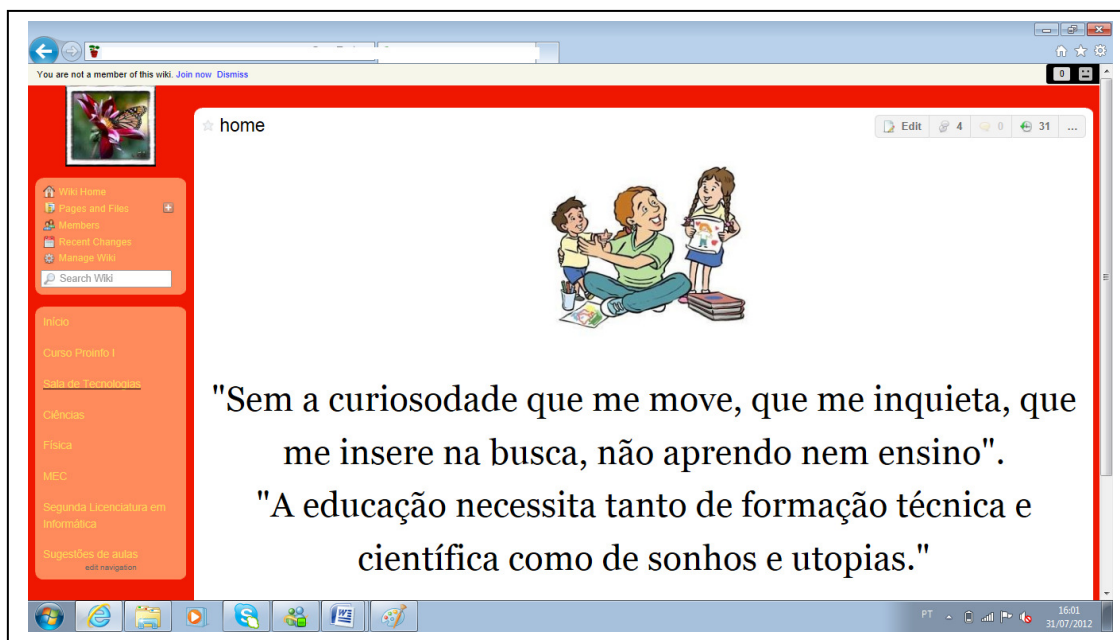 You are not a member of this wiki. Join now Dismiss
0
home
Edit 4 0 31 ...
Wiki Home
Pages and Files
Members
Recent Changes
Manage Wiki
Search Wiki
Início
Curso Proinfo I
Sala de Tecnologias
Ciências
Física
MEC
Segunda Licenciatura em
Informática
Sugestões de aulas
edit navigation
"Sem a curiosodade que me move, que me inquieta, que
me insere na busca, não aprendo nem ensino".
"A educação necessita tanto de formação técnica e
científica como de sonhos e utopias."
PT
16:01
31/07/2012